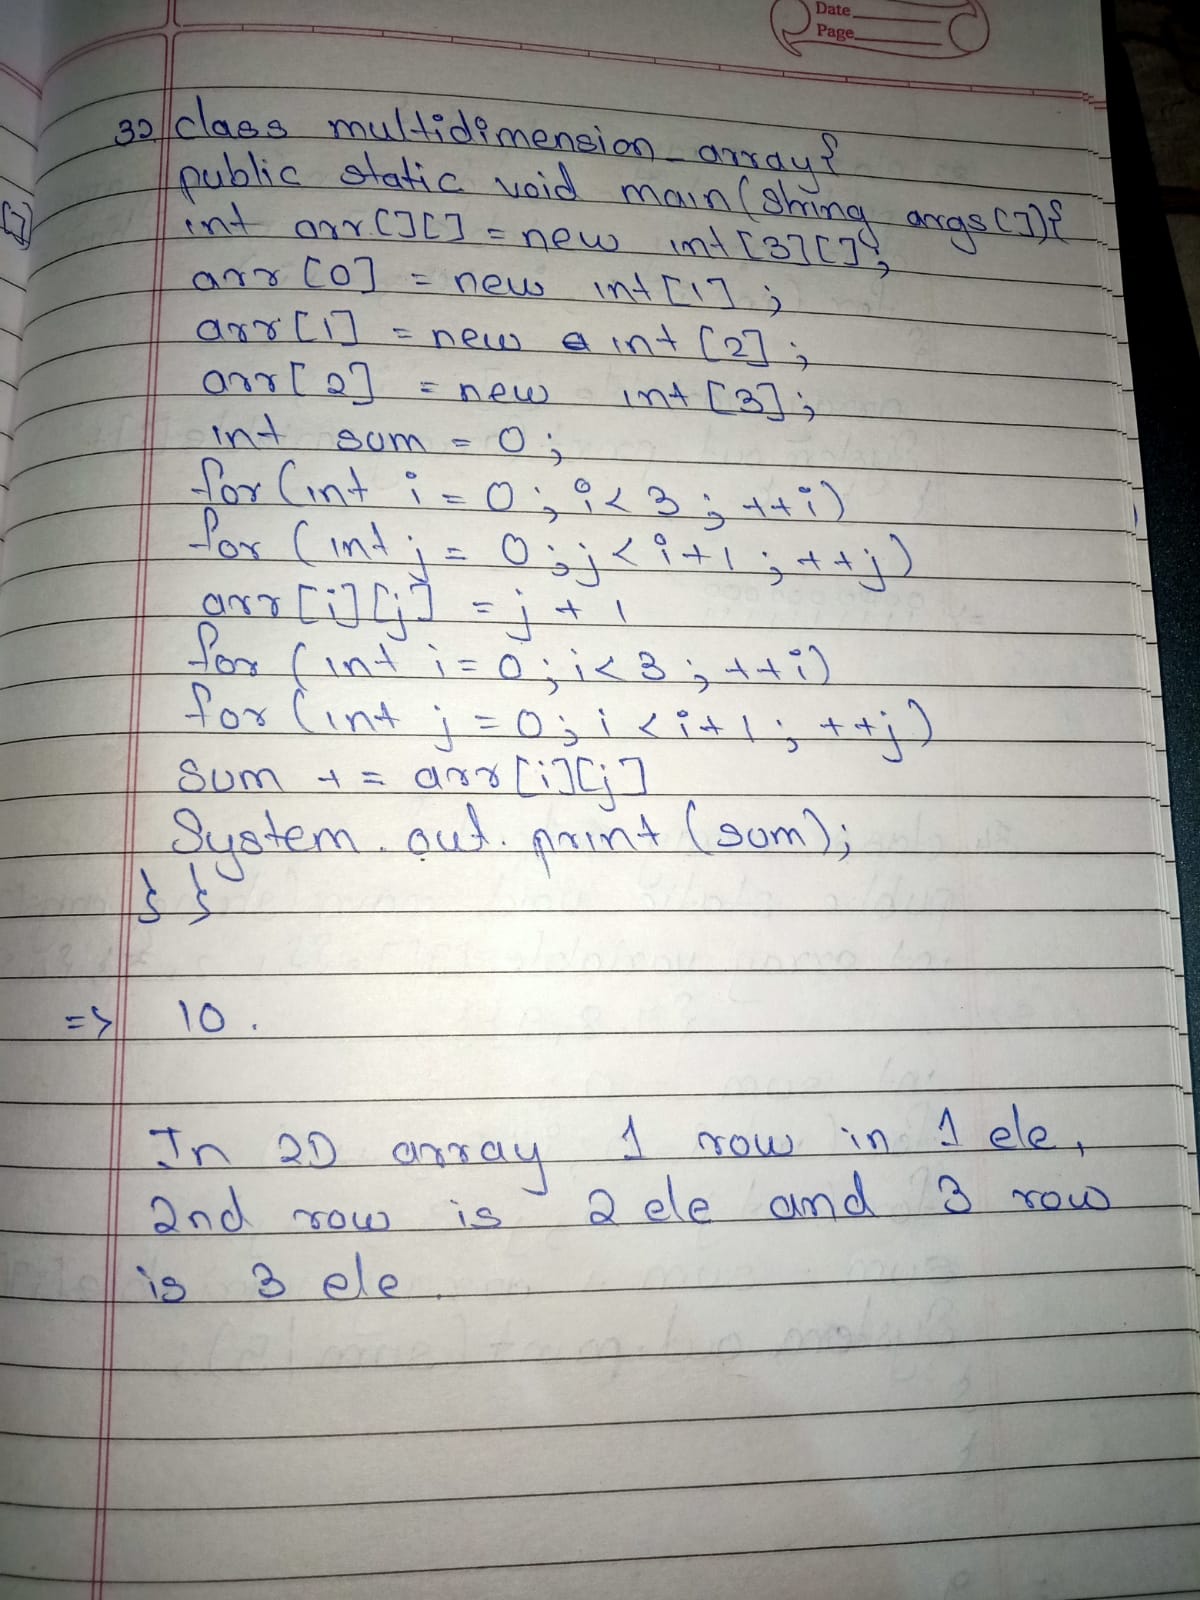 Date
Page
32 class multidimension_array{
public static void main(string args[]){
int arr[][] = new int[3][];
arr[0] = new int[1];
arr[1] = new int[2];
arr[2] = new int[3];
int sum = 0;
for(int i = 0; i<3; ++i)
for (int j = 0; j<i+1; ++j)
arr[i][j] = j + 1
for (int i=0; i<3; ++i)
for (int j=0; i<i+1; ++j)
sum += arr[i][j]
System.out.print(sum);
} }
=> 10.
In 2D array 1 row in 1 ele,
2nd row is 2 ele and 3 row
is 3 ele.